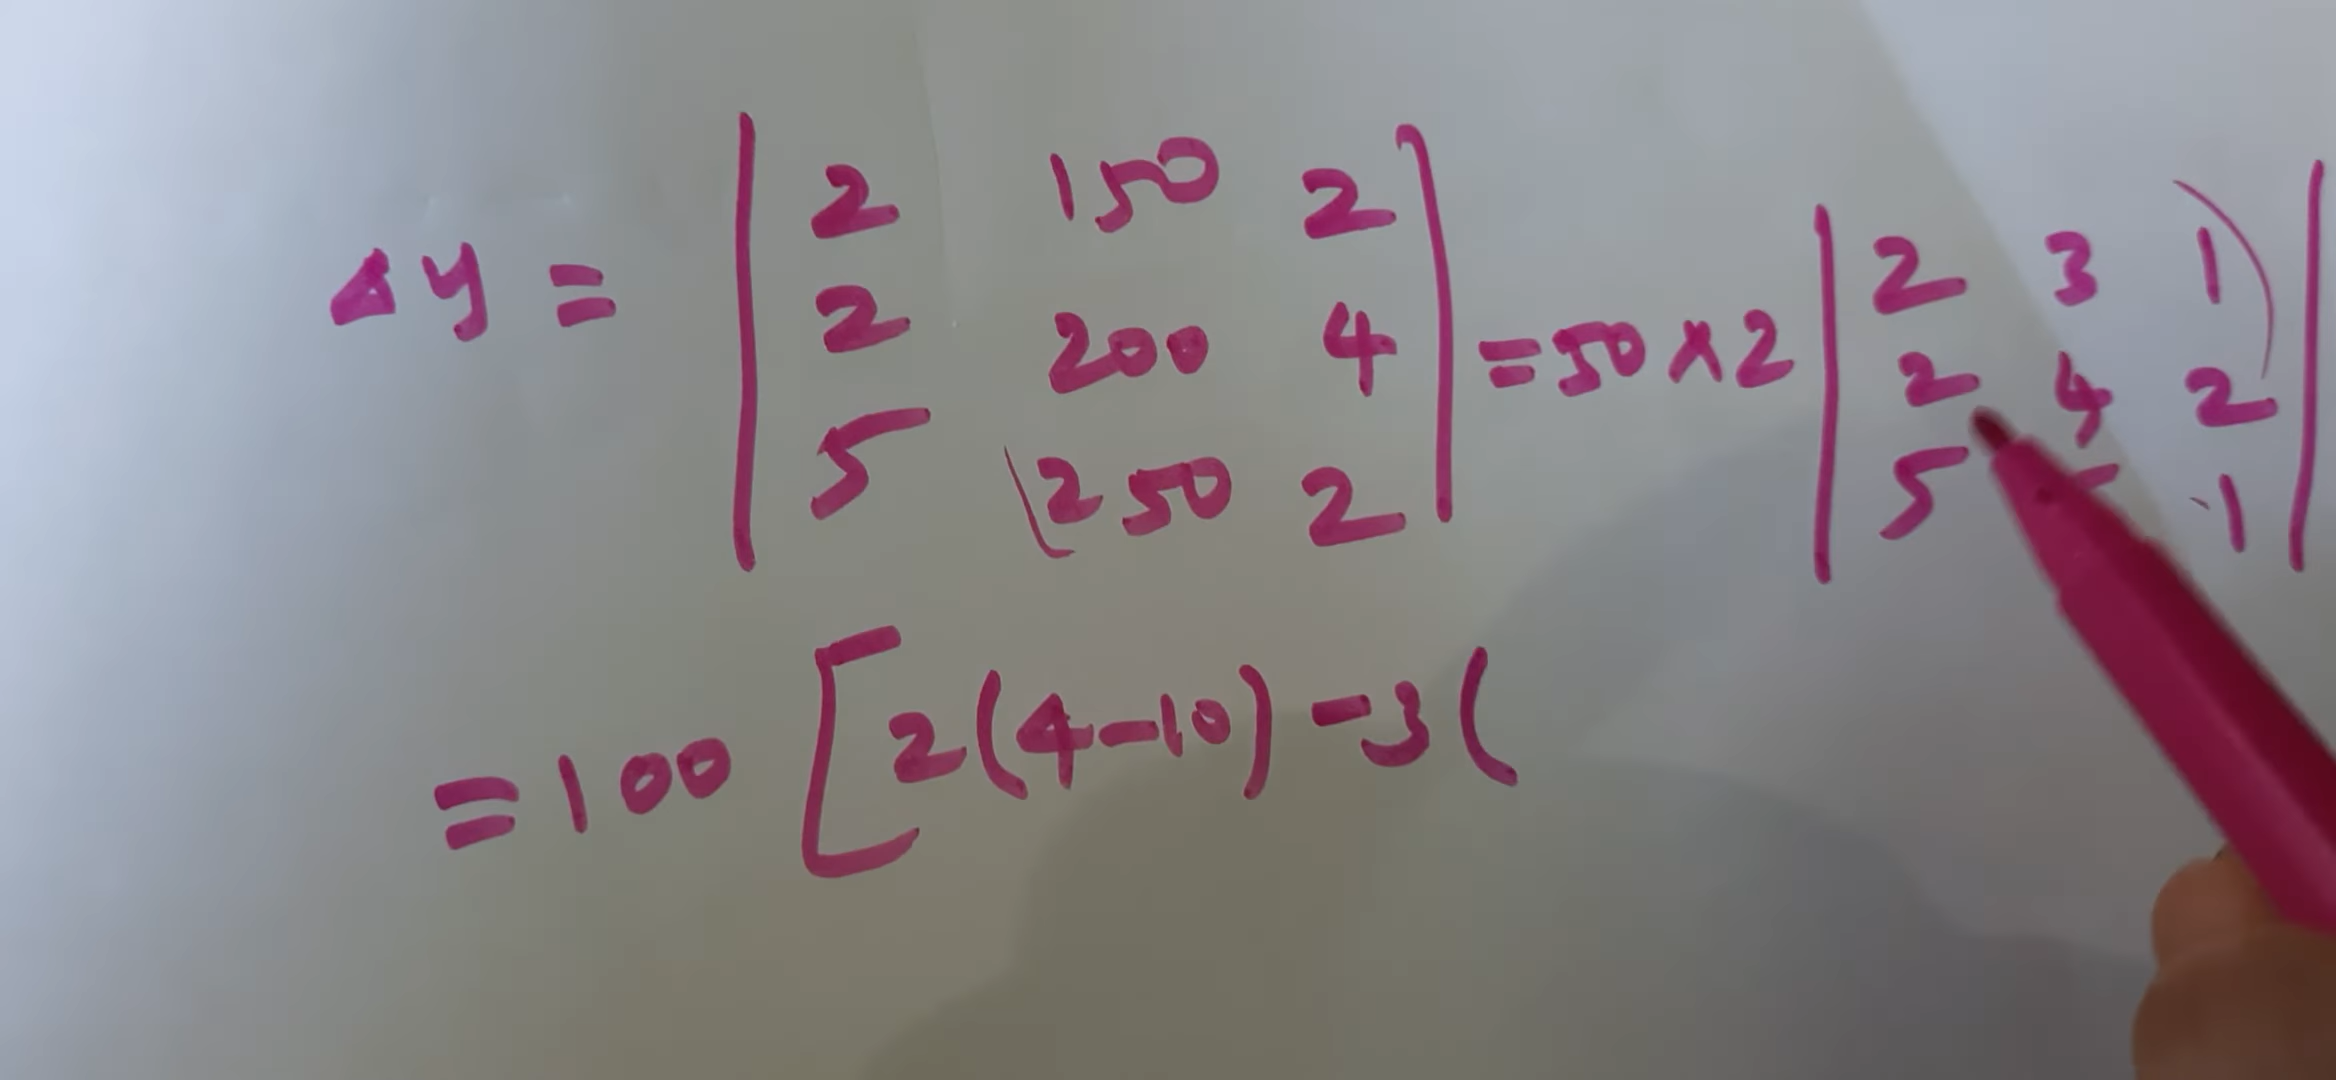 Δy = | 2 150 2 | = 50 × 2 | 2 3 1 |
| 2 200 4 | | 2 4 2 |
| 5 250 2 | | 5 1 |
= 100 [ 2(4-10) -3(